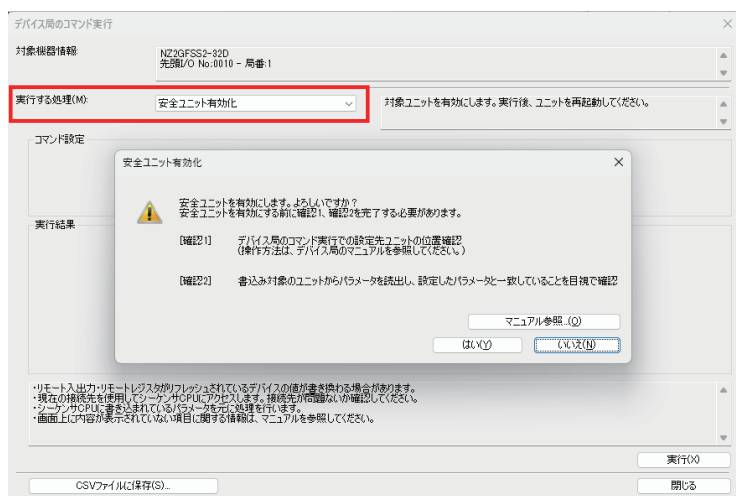 デバイス局のコマンド実行
対象機器情報:
NZ2GFSS2-32D
先頭I/O No:0010 - 局番:1
実行する処理(M):
安全ユニット有効化
対象ユニットを有効にします。実行後、ユニットを再起動してください。
コマンド設定
安全ユニット有効化
安全ユニットを有効にします。よろしいですか?
安全ユニットを有効にする前に確認1、確認2を完了する必要があります。
[確認1] デバイス局のコマンド実行での設定先ユニットの位置確認
(操作方法は、デバイス局のマニュアルを参照してください。)
[確認2] 書込み対象のユニットからパラメータを読出し、設定したパラメータと一致していることを目視で確認
マニュアル参照...(O)
はい(Y)
いいえ(N)
実行結果
・リモート入出力・リモートレジスタがリフレッシュされているデバイスの値が書き換わる場合があります。
・現在の接続先を使用してシーケンサCPUにアクセスします。接続先が問題ないか確認してください。
・シーケンサCPUに書き込まれているパラメータを元に処理を行います。
・画面上に内容が表示されていない項目に関する情報は、マニュアルを参照してください。
実行(X)
CSVファイルに保存(S)...
閉じる